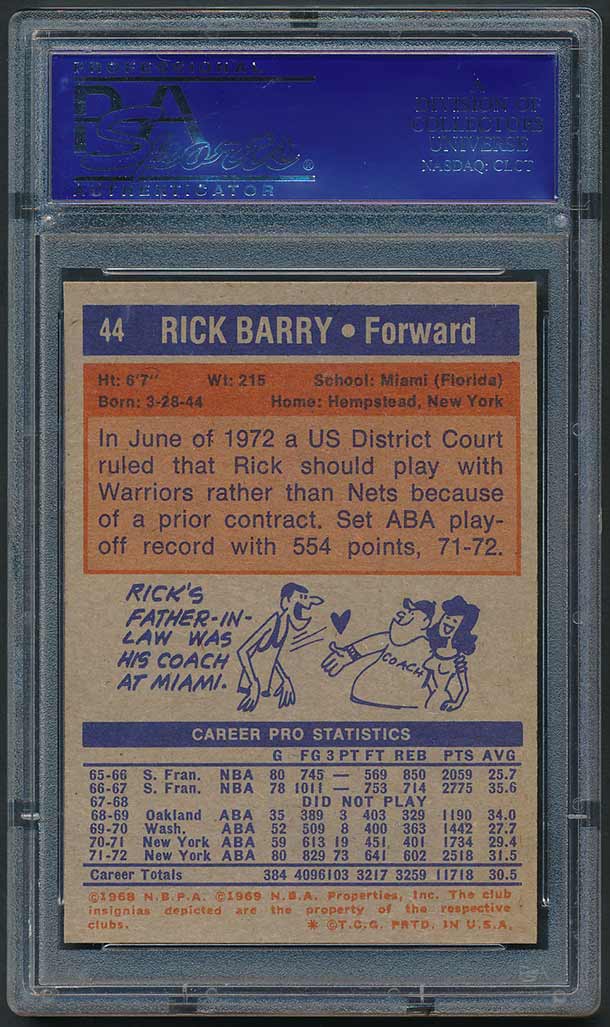 PROFESSIONAL
PSA
Sports®
AUTHENTICATOR
A
DIVISION OF
COLLECTORS
UNIVERSE
NASDAQ: CLCT
44 RICK BARRY • Forward
Ht: 6'7" Wt: 215 School: Miami (Florida)
Born: 3-28-44 Home: Hempstead, New York
In June of 1972 a US District Court
ruled that Rick should play with
Warriors rather than Nets because
of a prior contract. Set ABA play-
off record with 554 points, 71-72.
RICK'S
FATHER-IN-
LAW WAS
HIS COACH
AT MIAMI.
COACH
CAREER PRO STATISTICS
G FG 3 PT FT REB PTS AVG
65-66 S. Fran. NBA 80 745 — 569 850 2059 25.7
66-67 S. Fran. NBA 78 1011 — 753 714 2775 35.6
67-68 DID NOT PLAY
68-69 Oakland ABA 35 389 3 403 329 1190 34.0
69-70 Wash. ABA 52 509 8 400 363 1442 27.7
70-71 New York ABA 59 613 19 451 401 1734 29.4
71-72 New York ABA 80 829 73 641 602 2518 31.5
Career Totals 384 4096 103 3217 3259 11718 30.5
©1968 N.B.P.A. ©1969 N.B.A. Properties, Inc. The club
insignias depicted are the property of the respective
clubs. * ©T.C.G. PRTD. IN U.S.A.